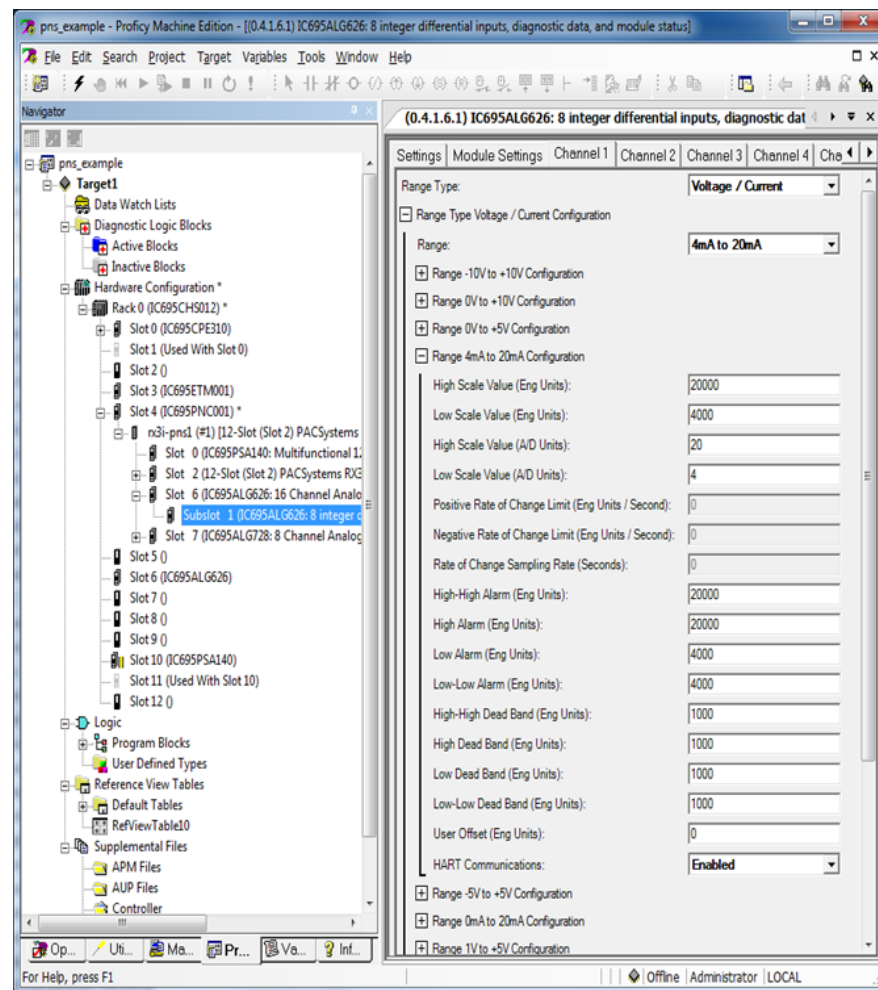 pns_example - Proficy Machine Edition - [(0.4.1.6.1) IC695ALG626: 8 integer differential inputs, diagnostic data, and module status]
File Edit Search Project Target Variables Tools Window Help
Navigator
pns_example
Target1
Data Watch Lists
Diagnostic Logic Blocks
Active Blocks
Inactive Blocks
Hardware Configuration *
Rack 0 (IC695CHS012) *
Slot 0 (IC695CPE310)
Slot 1 (Used With Slot 0)
Slot 2 ()
Slot 3 (IC695ETM001)
Slot 4 (IC695PNC001) *
rx3i-pns1 (#1) [12-Slot (Slot 2) PACSystems
Slot 0 (IC695PSA140: Multifunctional 12
Slot 2 (12-Slot (Slot 2) PACSystems RX3
Slot 6 (IC695ALG626: 16 Channel Analo
Subslot 1 (IC695ALG626: 8 integer d
Slot 7 (IC695ALG728: 8 Channel Analog
Slot 5 ()
Slot 6 (IC695ALG626)
Slot 7 ()
Slot 8 ()
Slot 9 ()
Slot 10 (IC695PSA140)
Slot 11 (Used With Slot 10)
Slot 12 ()
Logic
Program Blocks
User Defined Types
Reference View Tables
Default Tables
RefViewTable10
Supplemental Files
APM Files
AUP Files
Controller
Op... Uti... Ma... Pr... Va... Inf...
(0.4.1.6.1) IC695ALG626: 8 integer differential inputs, diagnostic dat
Settings Module Settings Channel 1 Channel 2 Channel 3 Channel 4 Cha
Range Type: Voltage / Current
Range Type Voltage / Current Configuration
Range: 4mA to 20mA
Range -10V to +10V Configuration
Range 0V to +10V Configuration
Range 0V to +5V Configuration
Range 4mA to 20mA Configuration
High Scale Value (Eng Units): 20000
Low Scale Value (Eng Units): 4000
High Scale Value (A/D Units): 20
Low Scale Value (A/D Units): 4
Positive Rate of Change Limit (Eng Units / Second): 0
Negative Rate of Change Limit (Eng Units / Second): 0
Rate of Change Sampling Rate (Seconds): 0
High-High Alarm (Eng Units): 20000
High Alarm (Eng Units): 20000
Low Alarm (Eng Units): 4000
Low-Low Alarm (Eng Units): 4000
High-High Dead Band (Eng Units): 1000
High Dead Band (Eng Units): 1000
Low Dead Band (Eng Units): 1000
Low-Low Dead Band (Eng Units): 1000
User Offset (Eng Units): 0
HART Communications: Enabled
Range -5V to +5V Configuration
Range 0mA to 20mA Configuration
Range 1V to +5V Configuration
For Help, press F1
Offline Administrator LOCAL